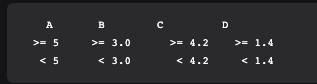 A B C D
>= 5 >= 3.0 >= 4.2 >= 1.4
< 5 < 3.0 < 4.2 < 1.4